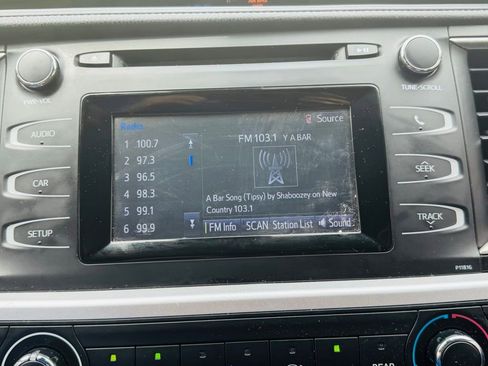 PWR·VOL
TUNE/SCROLL
Radio
Source
AUDIO
CAR
SETUP
1 100.7
2 97.3
3 96.5
4 98.3
5 99.1
6 99.9
FM 103.1 Y A BAR
A Bar Song (Tipsy) by Shaboozey on New
Country 103.1
FM Info SCAN Station List Sound
SEEK
TRACK
P11816
REAR